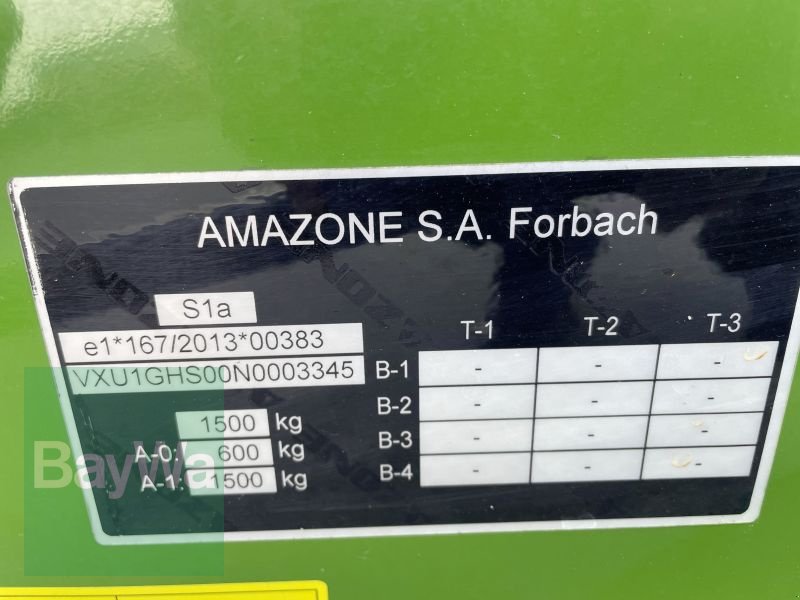 AMAZONE S.A. Forbach
S1a
e1*167/2013*00383
VXU1GHS00N0003345
1500 kg
A-0: 600 kg
A-1: 1500 kg
T-1 T-2 T-3
B-1 - - -
B-2 - - -
B-3 - - -
B-4 - - -
BayWa